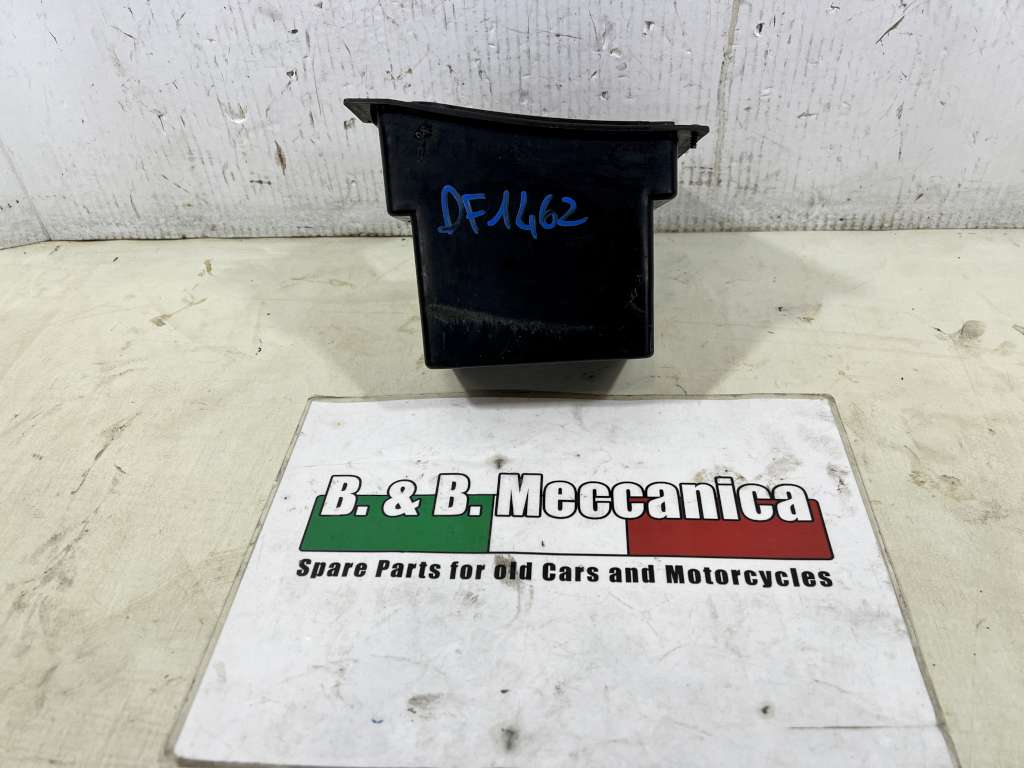 DF1462
B. & B. Meccanica
Spare Parts for old Cars and Motorcycles